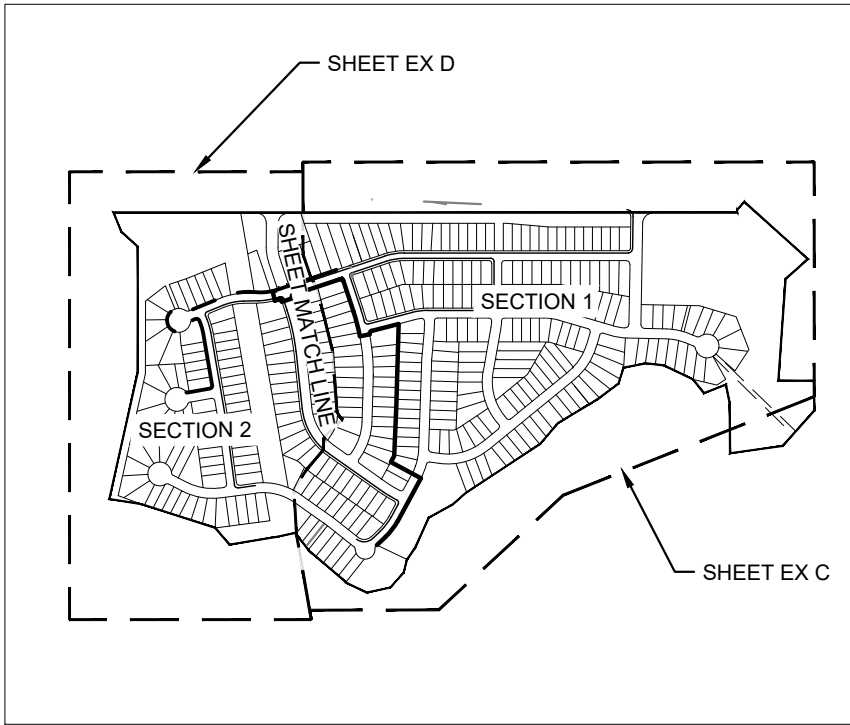 SHEET EX D
SHEET MATCH LINE
SECTION 1
SECTION 2
SHEET EX C